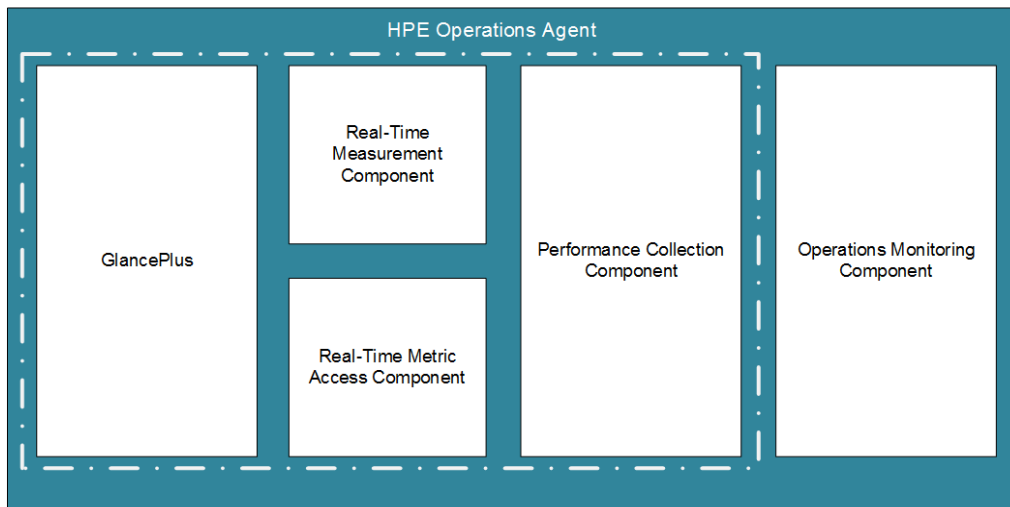 HPE Operations Agent
Real-Time
Measurement
Component
GlancePlus
Performance Collection
Component
Operations Monitoring
Component
Real-Time Metric
Access Component